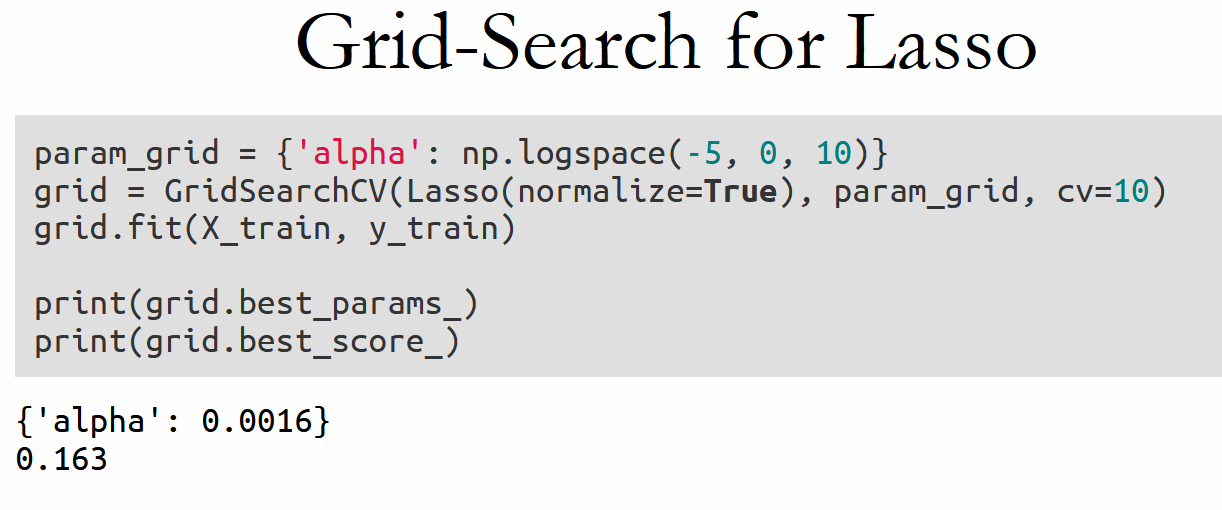 Grid-Search for Lasso
param_grid = {'alpha': np.logspace(-5, 0, 10)}
grid = GridSearchCV(Lasso(normalize=True), param_grid, cv=10)
grid.fit(X_train, y_train)
print(grid.best_params_)
print(grid.best_score_)
{'alpha': 0.0016}
0.163